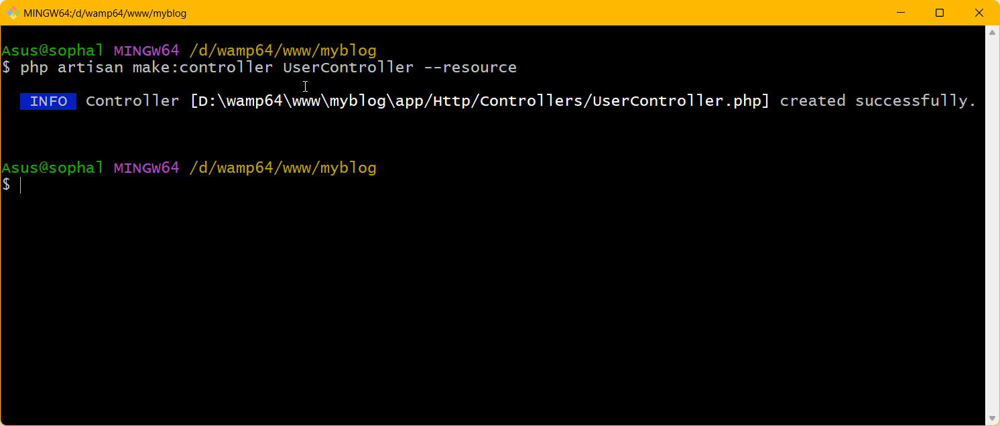 MINGW64:/d/wamp64/www/myblog
Asus@sophal MINGW64 /d/wamp64/www/myblog
$ php artisan make:controller UserController --resource
INFO Controller [D:\wamp64\www\myblog\app/Http/Controllers/UserController.php] created successfully.
Asus@sophal MINGW64 /d/wamp64/www/myblog
$